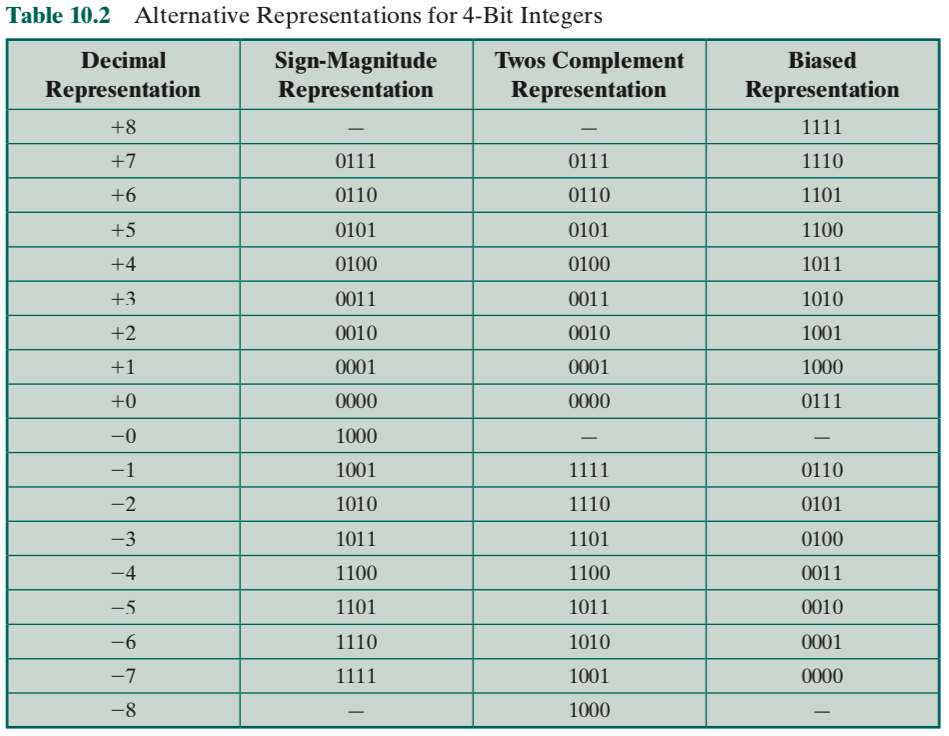 Table 10.2 Alternative Representations for 4-Bit Integers
Decimal Representation Sign-Magnitude Representation Twos Complement Representation Biased Representation
+8 — — 1111
+7 0111 0111 1110
+6 0110 0110 1101
+5 0101 0101 1100
+4 0100 0100 1011
+3 0011 0011 1010
+2 0010 0010 1001
+1 0001 0001 1000
+0 0000 0000 0111
−0 1000 — —
−1 1001 1111 0110
−2 1010 1110 0101
−3 1011 1101 0100
−4 1100 1100 0011
−5 1101 1011 0010
−6 1110 1010 0001
−7 1111 1001 0000
−8 — 1000 —